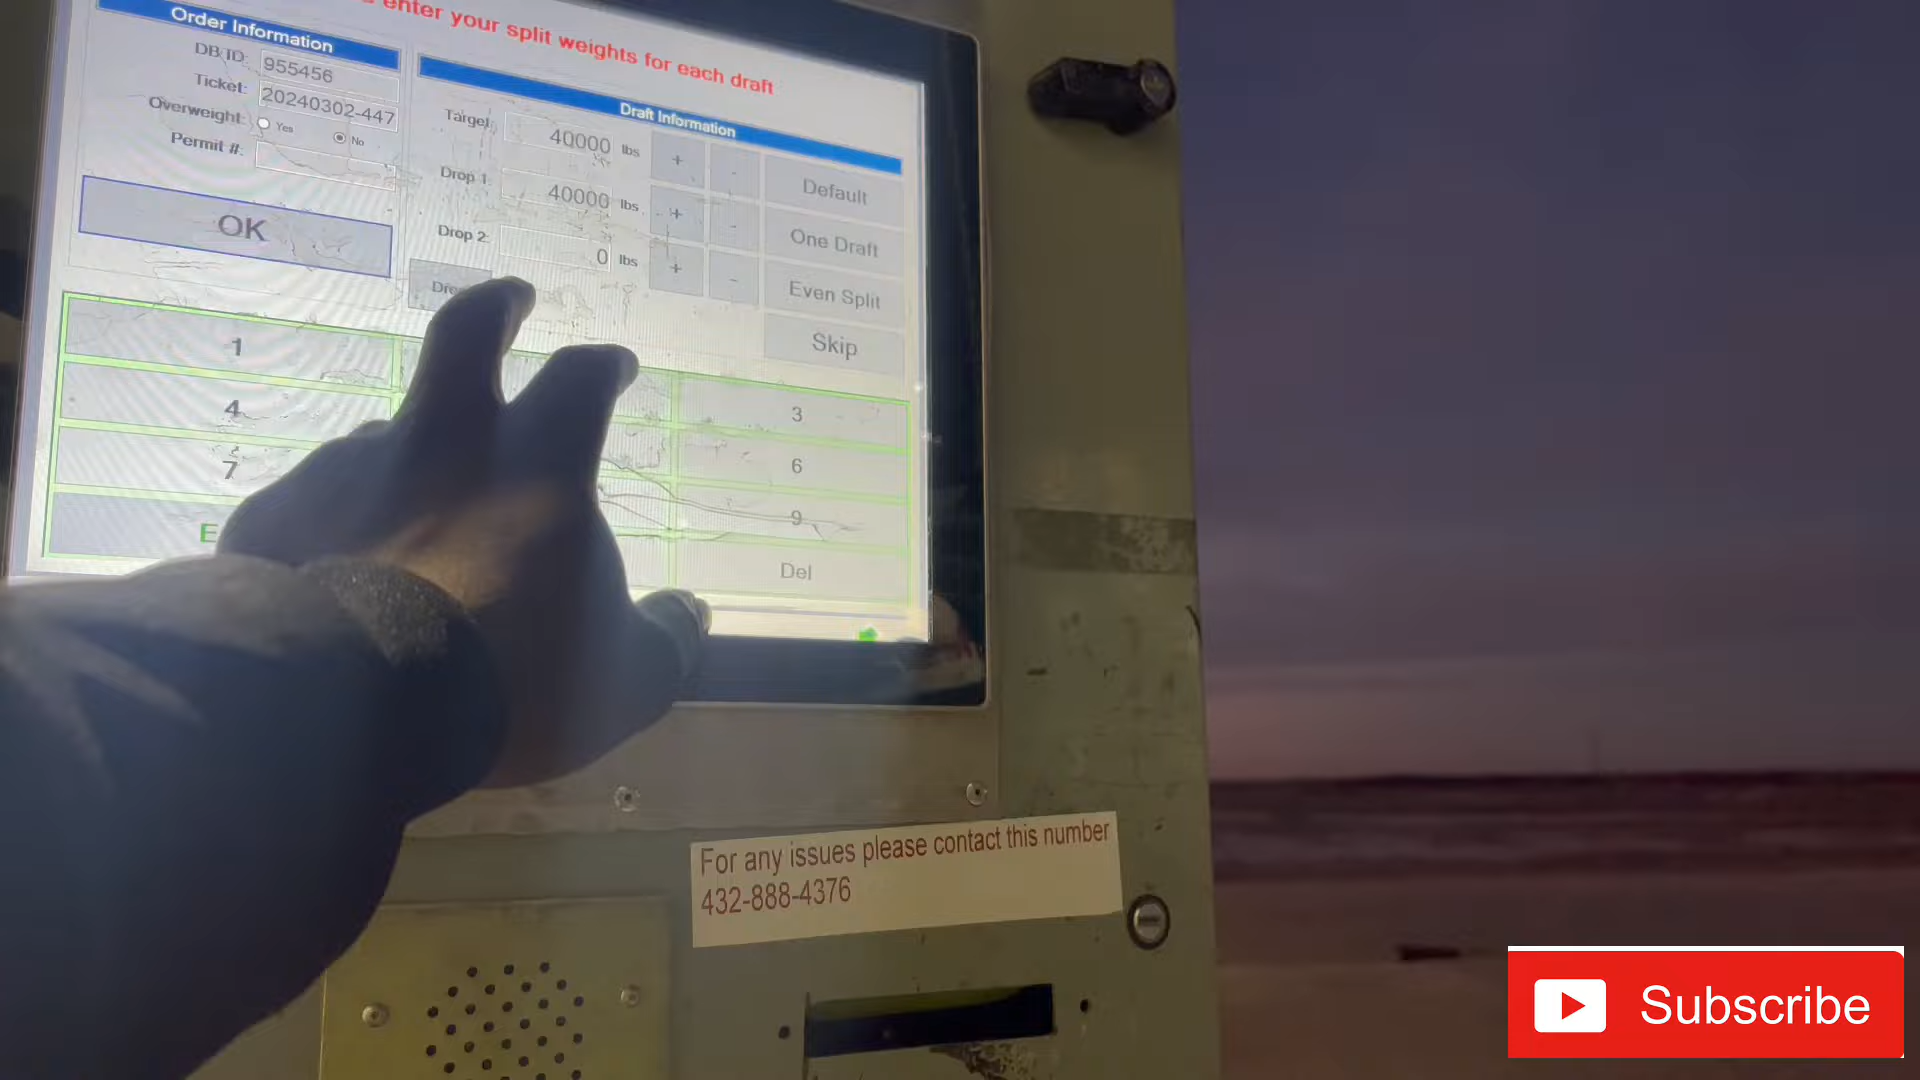 enter your split weights for each draft
Order Information
DB ID: 955456
Ticket: 20240302-447
Overweight: Yes No
Permit #:
OK
Draft Information
Target: 40000 lbs + -
Drop 1: 40000 lbs + -
Drop 2: 0 lbs + -
Default
One Draft
Even Split
Skip
1
3
4
6
7
9
Del
For any issues please contact this number
432-888-4376
Subscribe